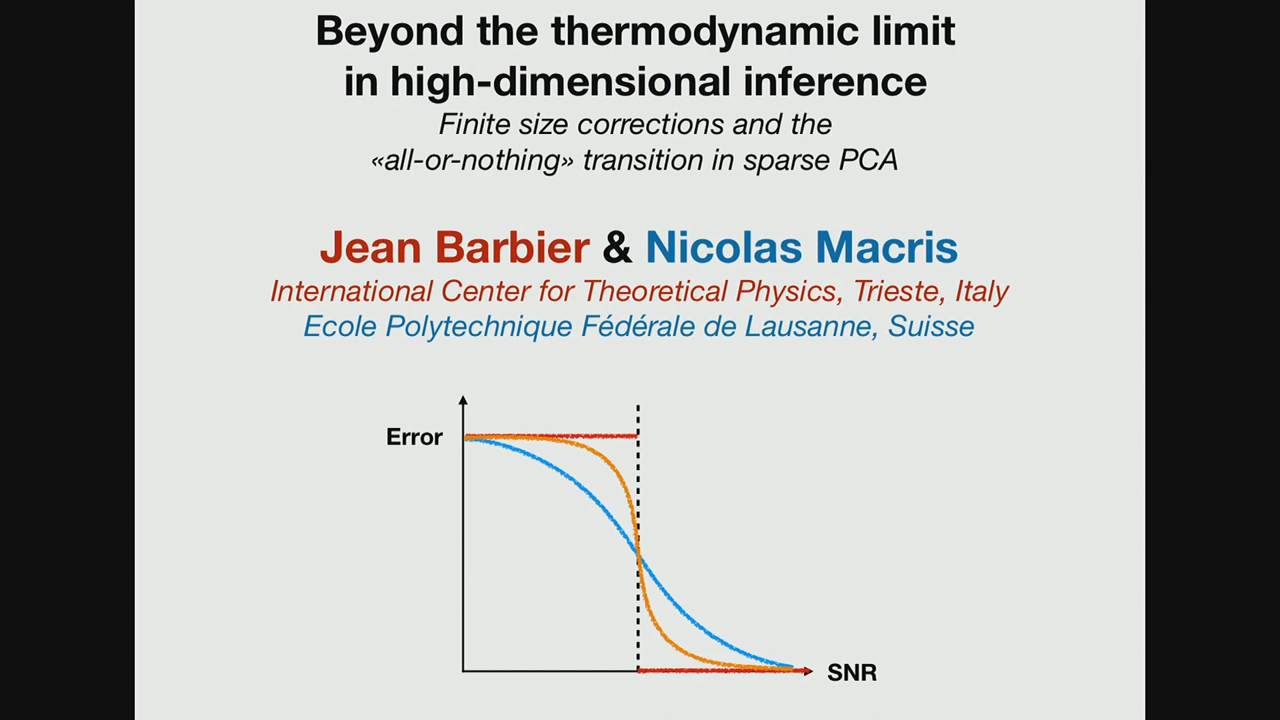 Beyond the thermodynamic limit
in high-dimensional inference
Finite size corrections and the
«all-or-nothing» transition in sparse PCA
Jean Barbier & Nicolas Macris
International Center for Theoretical Physics, Trieste, Italy
Ecole Polytechnique Fédérale de Lausanne, Suisse
Error
SNR